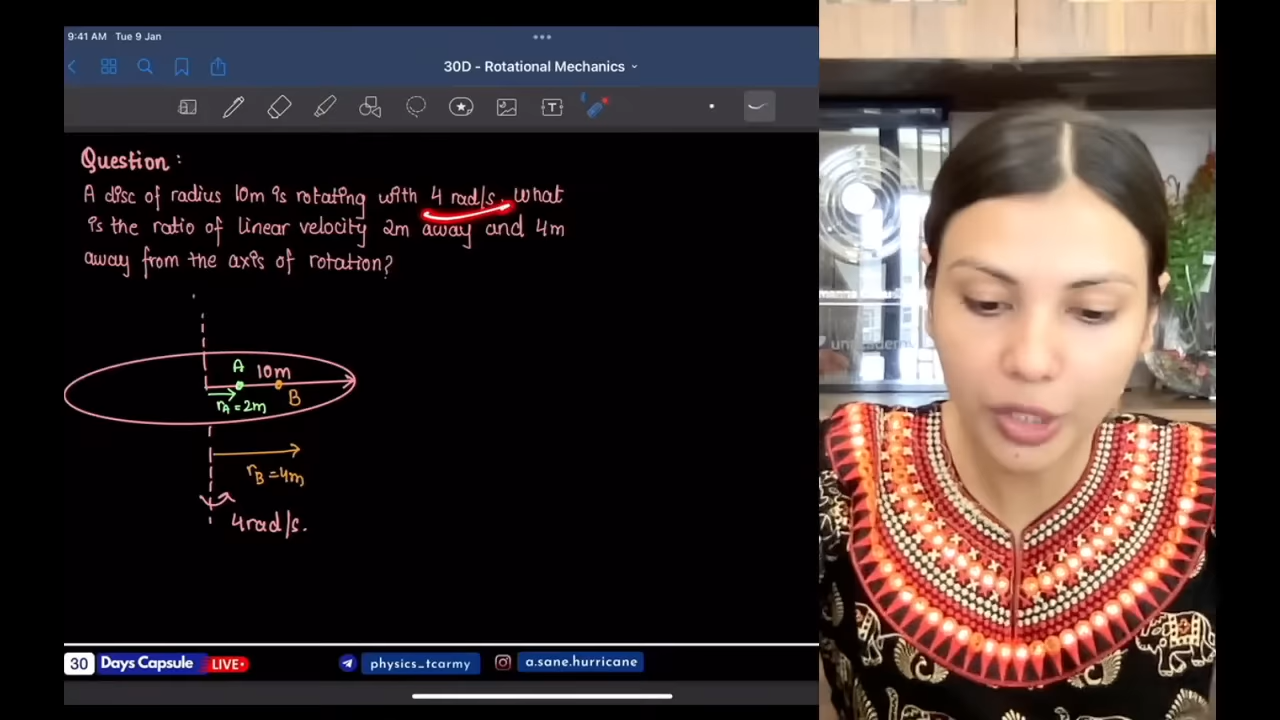 9:41 AM Tue 9 Jan
30D - Rotational Mechanics
T
Question :
A disc of radius 10m is rotating with 4 rad/s. What
is the ratio of linear velocity 2m away and 4m
away from the axis of rotation?
A
10m
B
rA = 2m
rB = 4m
4rad/s.
30 Days Capsule LIVE
physics_tcarmy
a.sane.hurricane